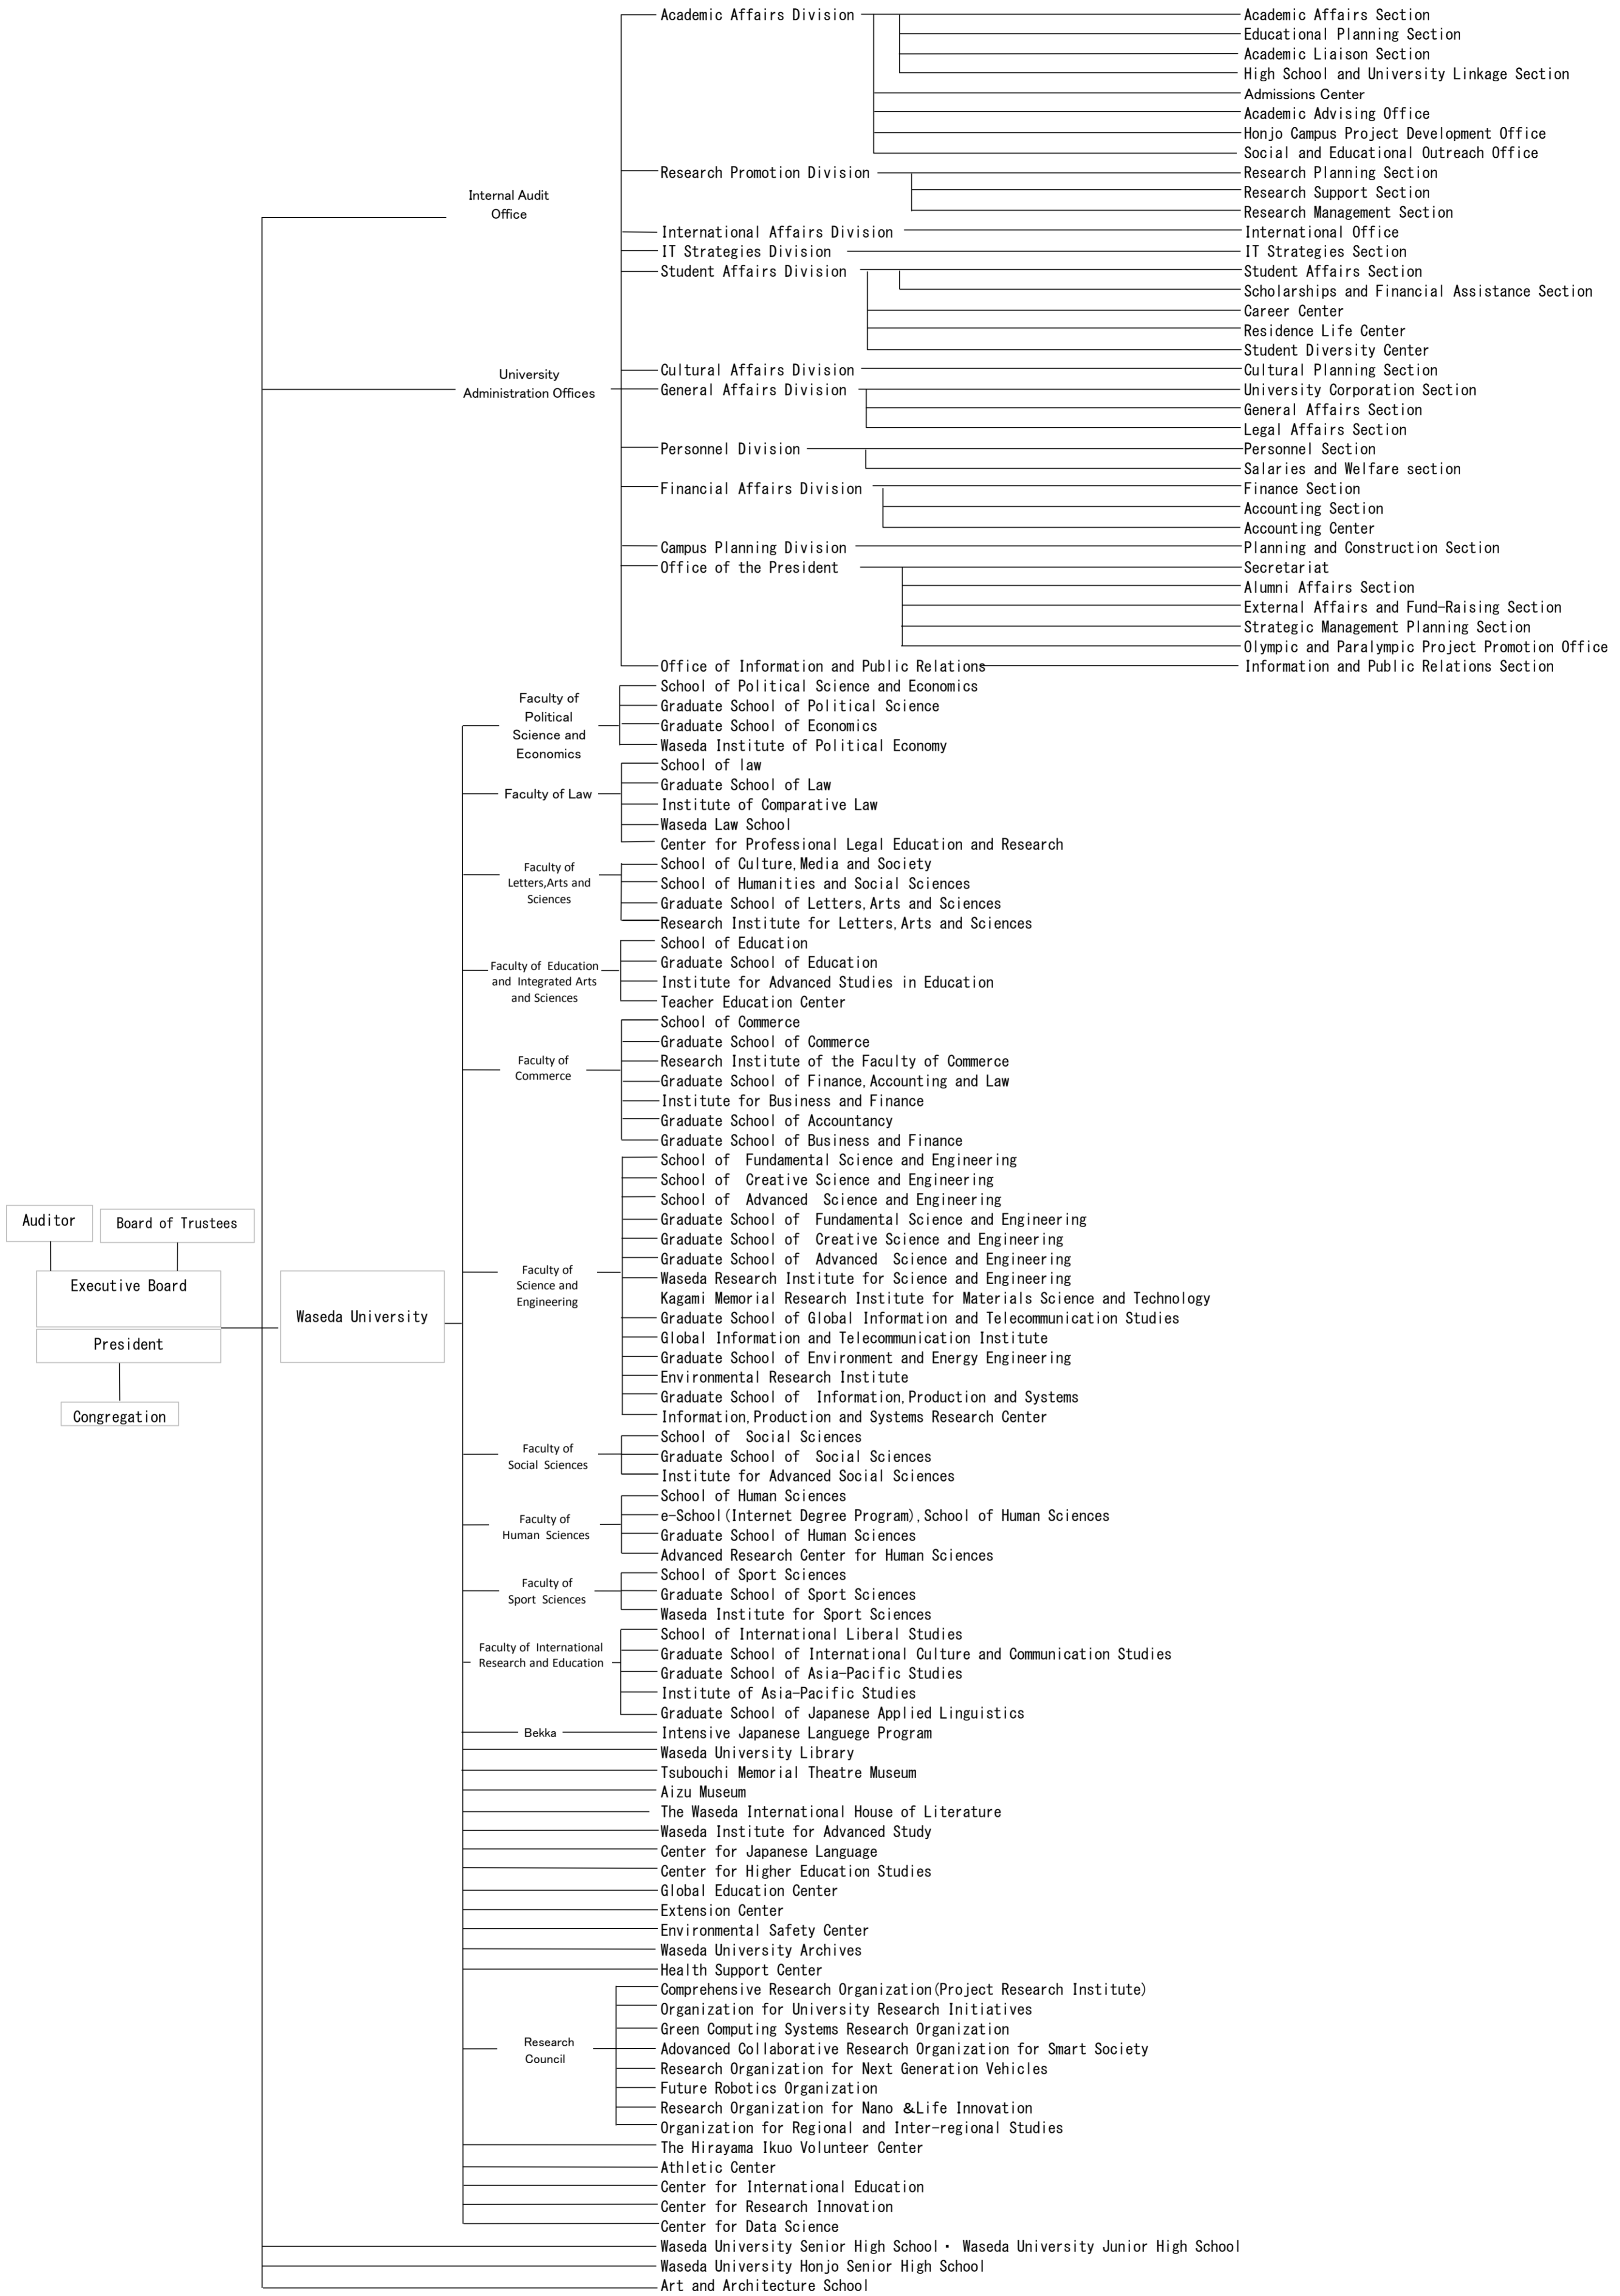 Academic Affairs Division
Academic Affairs Section
Educational Planning Section
Academic Liaison Section
High School and University Linkage Section
Admissions Center
Academic Advising Office
Honjo Campus Project Development Office
Social and Educational Outreach Office
Research Promotion Division
Research Planning Section
Research Support Section
Research Management Section
Internal Audit
Office
International Affairs Division
International Office
IT Strategies Division
IT Strategies Section
Student Affairs Division
Student Affairs Section
Scholarships and Financial Assistance Section
Career Center
Residence Life Center
Student Diversity Center
University
Administration Offices
Cultural Affairs Division
Cultural Planning Section
General Affairs Division
University Corporation Section
General Affairs Section
Legal Affairs Section
Personnel Division
Personnel Section
Salaries and Welfare section
Financial Affairs Division
Finance Section
Accounting Section
Accounting Center
Campus Planning Division
Planning and Construction Section
Office of the President
Secretariat
Alumni Affairs Section
External Affairs and Fund-Raising Section
Strategic Management Planning Section
Olympic and Paralympic Project Promotion Office
Office of Information and Public Relations
Information and Public Relations Section
Faculty of
Political
Science and
Economics
School of Political Science and Economics
Graduate School of Political Science
Graduate School of Economics
Waseda Institute of Political Economy
Faculty of Law
School of law
Graduate School of Law
Institute of Comparative Law
Waseda Law School
Center for Professional Legal Education and Research
Faculty of
Letters,Arts and
Sciences
School of Culture,Media and Society
School of Humanities and Social Sciences
Graduate School of Letters,Arts and Sciences
Research Institute for Letters,Arts and Sciences
Faculty of Education
and Integrated Arts
and Sciences
School of Education
Graduate School of Education
Institute for Advanced Studies in Education
Teacher Education Center
Faculty of
Commerce
School of Commerce
Graduate School of Commerce
Research Institute of the Faculty of Commerce
Graduate School of Finance,Accounting and Law
Institute for Business and Finance
Graduate School of Accountancy
Graduate School of Business and Finance
Auditor
Board of Trustees
Executive Board
President
Congregation
Waseda University
Faculty of
Science and
Engineering
School of Fundamental Science and Engineering
School of Creative Science and Engineering
School of Advanced Science and Engineering
Graduate School of Fundamental Science and Engineering
Graduate School of Creative Science and Engineering
Graduate School of Advanced Science and Engineering
Waseda Research Institute for Science and Engineering
Kagami Memorial Research Institute for Materials Science and Technology
Graduate School of Global Information and Telecommunication Studies
Global Information and Telecommunication Institute
Graduate School of Environment and Energy Engineering
Environmental Research Institute
Graduate School of Information,Production and Systems
Information,Production and Systems Research Center
Faculty of
Social Sciences
School of Social Sciences
Graduate School of Social Sciences
Institute for Advanced Social Sciences
Faculty of
Human Sciences
School of Human Sciences
e-School(Internet Degree Program),School of Human Sciences
Graduate School of Human Sciences
Advanced Research Center for Human Sciences
Faculty of
Sport Sciences
School of Sport Sciences
Graduate School of Sport Sciences
Waseda Institute for Sport Sciences
Faculty of International
Research and Education
School of International Liberal Studies
Graduate School of International Culture and Communication Studies
Graduate School of Asia-Pacific Studies
Institute of Asia-Pacific Studies
Graduate School of Japanese Applied Linguistics
Bekka
Intensive Japanese Languege Program
Waseda University Library
Tsubouchi Memorial Theatre Museum
Aizu Museum
The Waseda International House of Literature
Waseda Institute for Advanced Study
Center for Japanese Language
Center for Higher Education Studies
Global Education Center
Extension Center
Environmental Safety Center
Waseda University Archives
Health Support Center
Research
Council
Comprehensive Research Organization(Project Research Institute)
Organization for University Research Initiatives
Green Computing Systems Research Organization
Adovanced Collaborative Research Organization for Smart Society
Research Organization for Next Generation Vehicles
Future Robotics Organization
Research Organization for Nano &Life Innovation
Organization for Regional and Inter-regional Studies
The Hirayama Ikuo Volunteer Center
Athletic Center
Center for International Education
Center for Research Innovation
Center for Data Science
Waseda University Senior High School・ Waseda University Junior High School
Waseda University Honjo Senior High School
Art and Architecture School